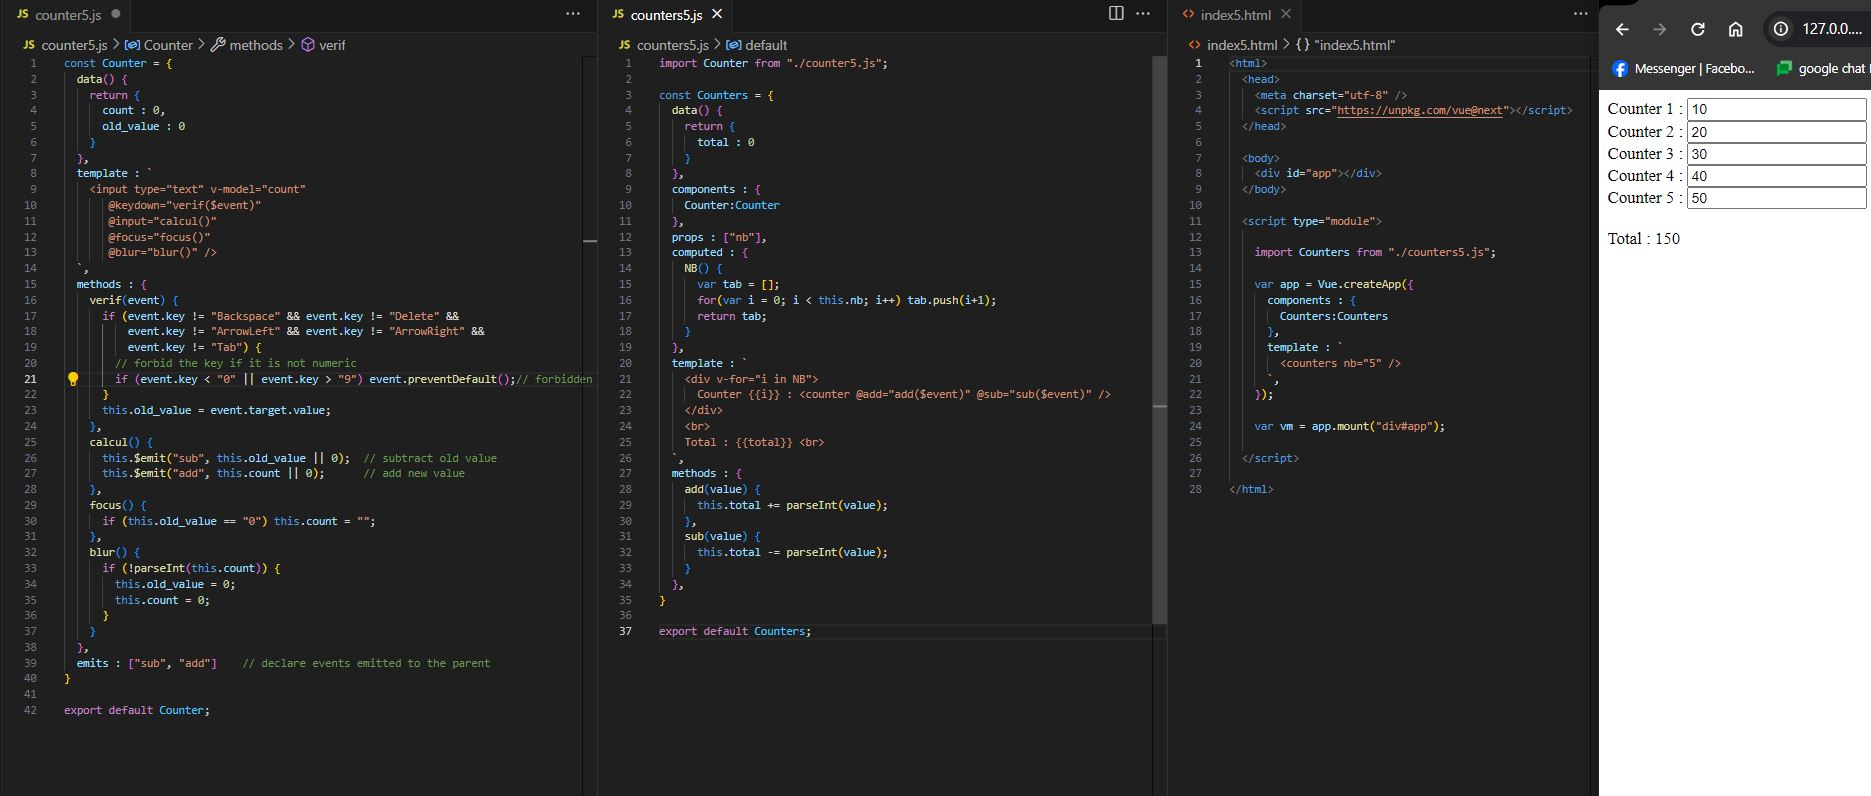 JS counter5.js
JS counter5.js > Counter > methods > verif
1 const Counter = {
2 data() {
3 return {
4 count : 0,
5 old_value : 0
6 }
7 },
8 template : `
9 <input type="text" v-model="count"
10 @keydown="verif($event)"
11 @input="calcul()"
12 @focus="focus()"
13 @blur="blur()" />
14 `,
15 methods : {
16 verif(event) {
17 if (event.key != "Backspace" && event.key != "Delete" &&
18 event.key != "ArrowLeft" && event.key != "ArrowRight" &&
19 event.key != "Tab") {
20 // forbid the key if it is not numeric
21 if (event.key < "0" || event.key > "9") event.preventDefault();// forbidden
22 }
23 this.old_value = event.target.value;
24 },
25 calcul() {
26 this.$emit("sub", this.old_value || 0);  // subtract old value
27 this.$emit("add", this.count || 0);      // add new value
28 },
29 focus() {
30 if (this.old_value == "0") this.count = "";
31 },
32 blur() {
33 if (!parseInt(this.count)) {
34 this.old_value = 0;
35 this.count = 0;
36 }
37 }
38 },
39 emits : ["sub", "add"]    // declare events emitted to the parent
40 }
41
42 export default Counter;
JS counters5.js
JS counters5.js > default
1 import Counter from "./counter5.js";
2
3 const Counters = {
4 data() {
5 return {
6 total : 0
7 }
8 },
9 components : {
10 Counter:Counter
11 },
12 props : ["nb"],
13 computed : {
14 NB() {
15 var tab = [];
16 for(var i = 0; i < this.nb; i++) tab.push(i+1);
17 return tab;
18 }
19 },
20 template : `
21 <div v-for="i in NB">
22 Counter {{i}} : <counter @add="add($event)" @sub="sub($event)" />
23 </div>
24 <br>
25 Total : {{total}} <br>
26 `,
27 methods : {
28 add(value) {
29 this.total += parseInt(value);
30 },
31 sub(value) {
32 this.total -= parseInt(value);
33 }
34 },
35 }
36
37 export default Counters;
<> index5.html
<> index5.html > {} "index5.html"
1 <html>
2 <head>
3 <meta charset="utf-8" />
4 <script src="https://unpkg.com/vue@next"></script>
5 </head>
6
7 <body>
8 <div id="app"></div>
9 </body>
10
11 <script type="module">
12
13 import Counters from "./counters5.js";
14
15 var app = Vue.createApp({
16 components : {
17 Counters:Counters
18 },
19 template : `
20 <counters nb="5" />
21 `,
22 });
23
24 var vm = app.mount("div#app");
25
26 </script>
27
28 </html>
127.0.0....
Messenger | Facebo...
google chat
Counter 1 : 10
Counter 2 : 20
Counter 3 : 30
Counter 4 : 40
Counter 5 : 50
Total : 150